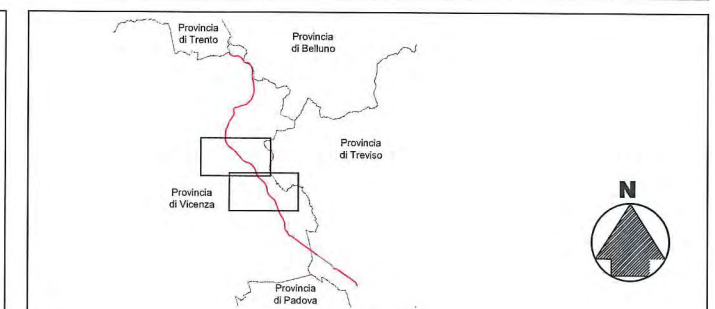 Provincia
di Trento
Provincia
di Belluno
Provincia
di Treviso
Provincia
di Vicenza
N
Provincia
di Padova